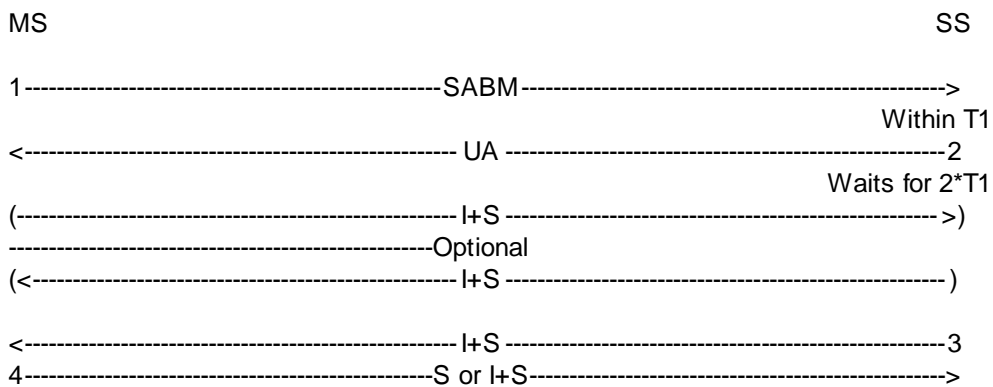 MS SS
1----------------------------------------------------SABM----------------------------------------------------->
Within T1
<------------------------------------------------------ UA -------------------------------------------------------2
Waits for 2*T1
(------------------------------------------------------- I+S ------------------------------------------------------ >)
-----------------------------------------------------Optional
(<----------------------------------------------------- I+S ------------------------------------------------------- )
<------------------------------------------------------ I+S -------------------------------------------------------3
4---------------------------------------------------S or I+S---------------------------------------------------->